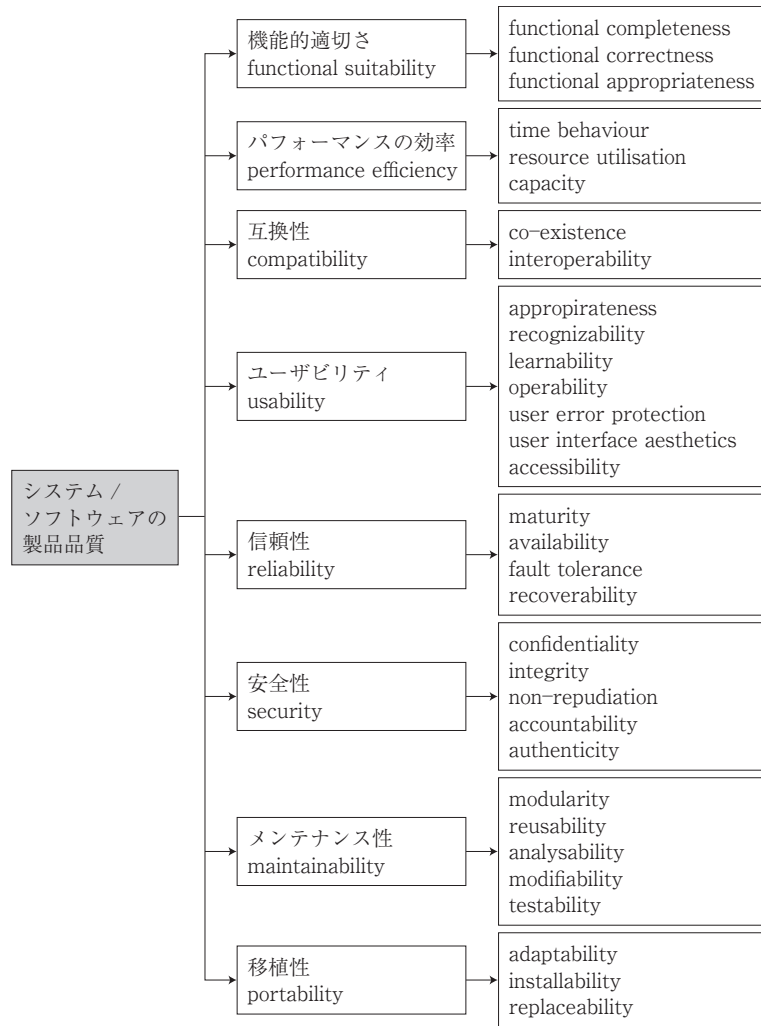 機能的適切さ
functional suitability
functional completeness
functional correctness
functional appropriateness
パフォーマンスの効率
performance efficiency
time behaviour
resource utilisation
capacity
互換性
compatibility
co-existence
interoperability
ユーザビリティ
usability
appropirateness
recognizability
learnability
operability
user error protection
user interface aesthetics
accessibility
システム /
ソフトウェアの
製品品質
信頼性
reliability
maturity
availability
fault tolerance
recoverability
安全性
security
confidentiality
integrity
non-repudiation
accountability
authenticity
メンテナンス性
maintainability
modularity
reusability
analysability
modifiability
testability
移植性
portability
adaptability
installability
replaceability